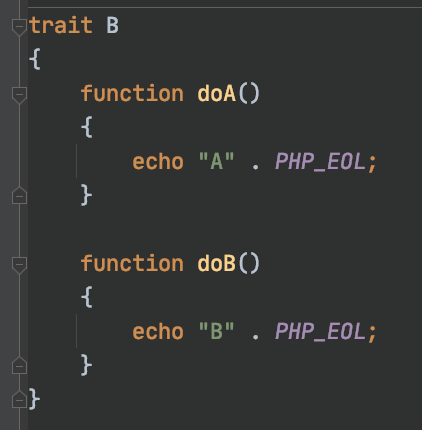 trait B
{
    function doA()
    {
        echo "A" . PHP_EOL;
    }

    function doB()
    {
        echo "B" . PHP_EOL;
    }
}